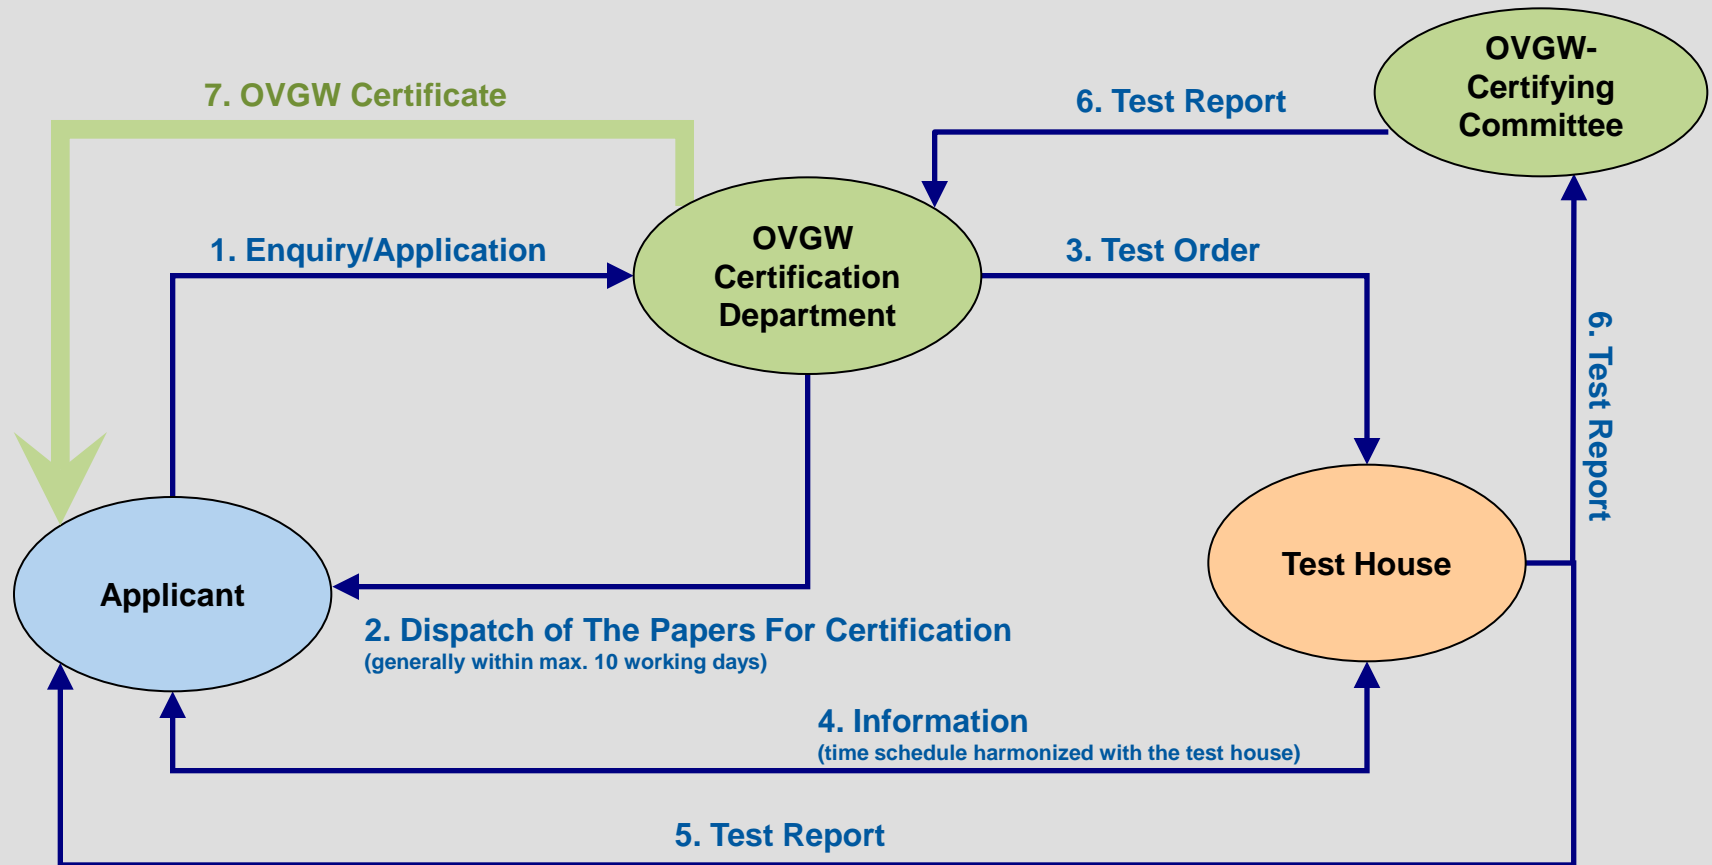 OVGW-
Certifying
Committee
7. OVGW Certificate
6. Test Report
1. Enquiry/Application
OVGW
Certification
Department
3. Test Order
6. Test Report
Applicant
Test House
2. Dispatch of The Papers For Certification
(generally within max. 10 working days)
4. Information
(time schedule harmonized with the test house)
5. Test Report